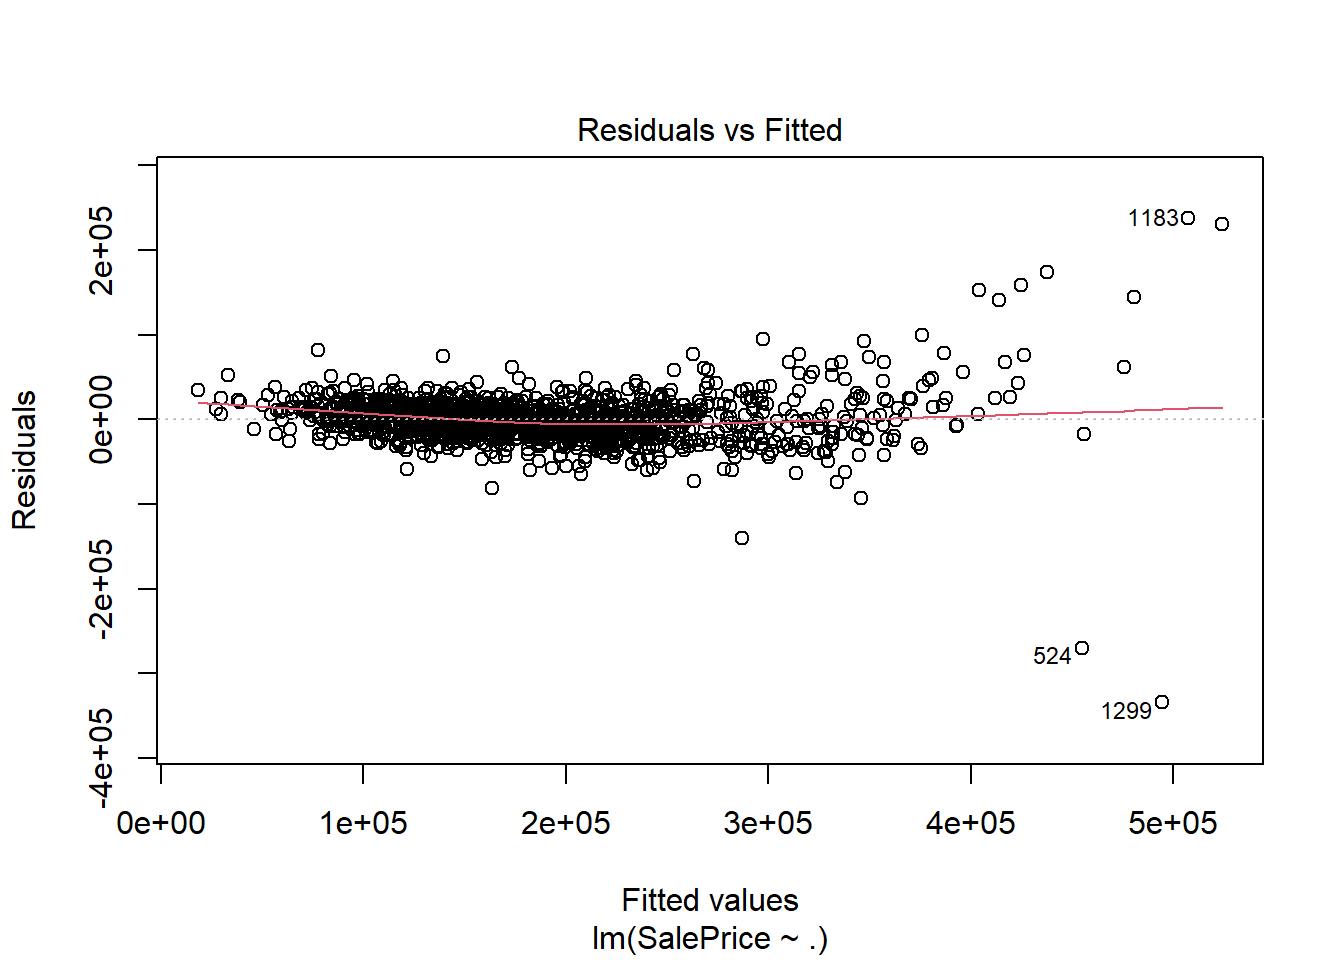 Residuals vs Fitted
Residuals
2e+05
0e+00
-2e+05
-4e+05
1183
524
1299
0e+00 1e+05 2e+05 3e+05 4e+05 5e+05
Fitted values
lm(SalePrice ~ .)